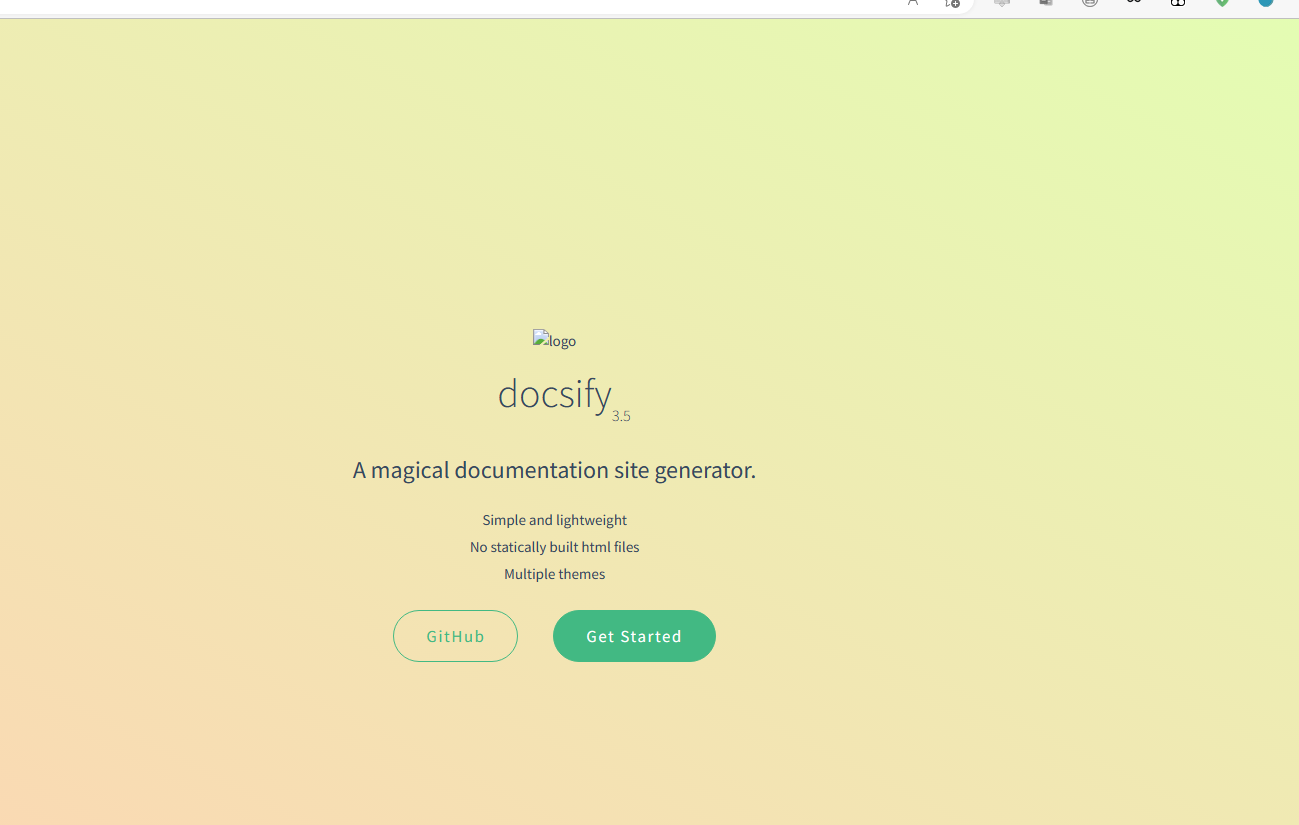 logo
docsify 3.5
A magical documentation site generator.
Simple and lightweight
No statically built html files
Multiple themes
GitHub
Get Started